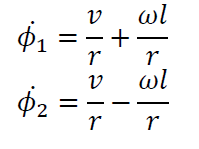 ϕ̇₁ = v/r + ωl/r
ϕ̇₂ = v/r − ωl/r